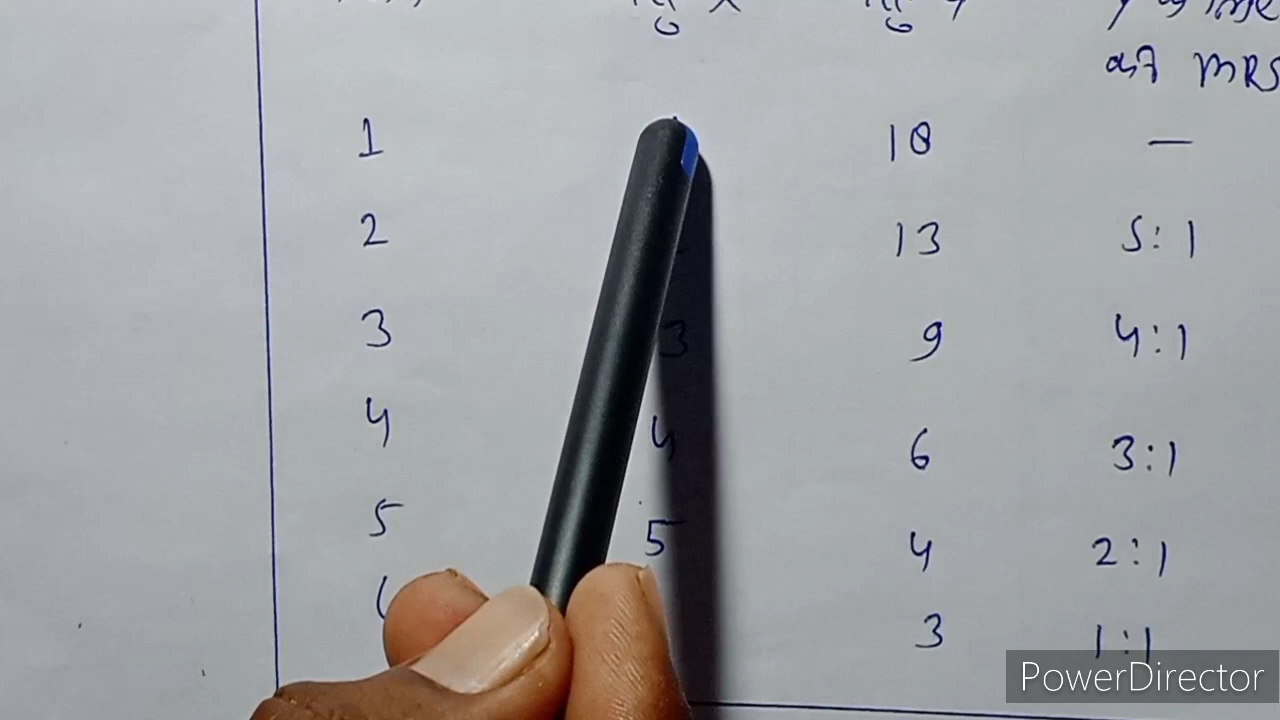 की MRS
1 18 —
2 13 5:1
3 3 9 4:1
4 4 6 3:1
5 5 4 2:1
3 1:1
PowerDirector